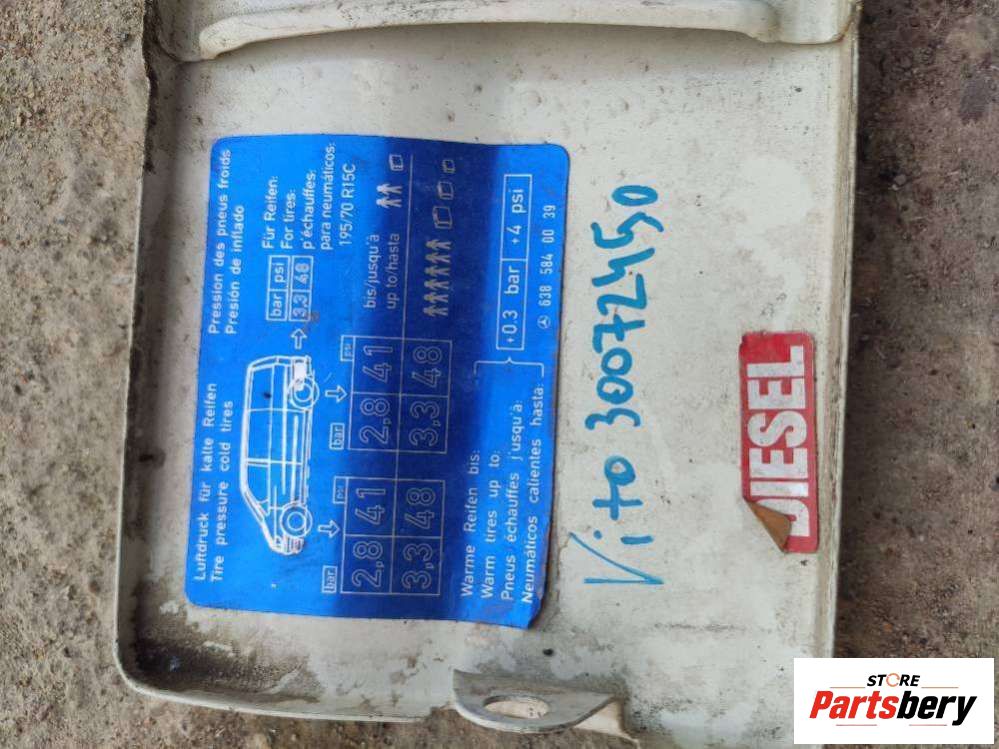 Luftdruck für kalte Reifen
Tire pressure cold tires
Pression des pneus froids
Presión de inflado
bar psi
3,3 48
Für Reifen:
For tires:
p'échauffes:
para neumáticos:
195/70 R15C
bar psi
bar psi
bis/jusqu'à
up to/hasta
2,8 41
2,8 41
3,3 48
3,3 48
Warme Reifen bis:
Warm tires up to:
Pneus échauffes j'usqu'à:
Neumáticos calientes hasta:
+0.3 bar +4 psi
638 584 00 39
Vito 30072450
DIESEL
STORE
Partsbery